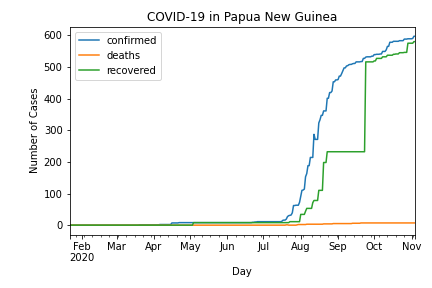 COVID-19 in Papua New Guinea
confirmed
deaths
recovered
Number of Cases
600
500
400
300
200
100
0
Feb Mar Apr May Jun Jul Aug Sep Oct Nov
2020
Day